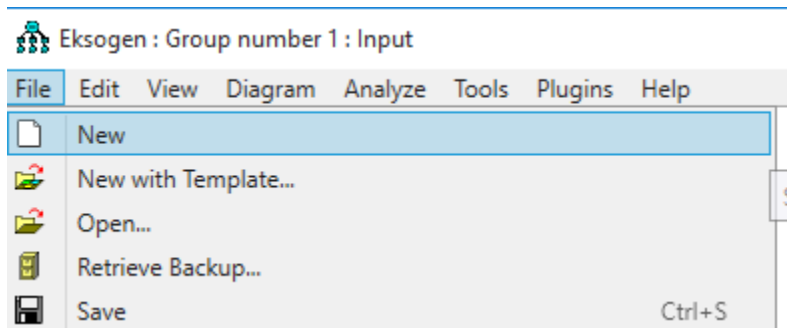 Eksogen : Group number 1 : Input
File Edit View Diagram Analyze Tools Plugins Help
New
New with Template...
Open...
Retrieve Backup...
Save Ctrl+S